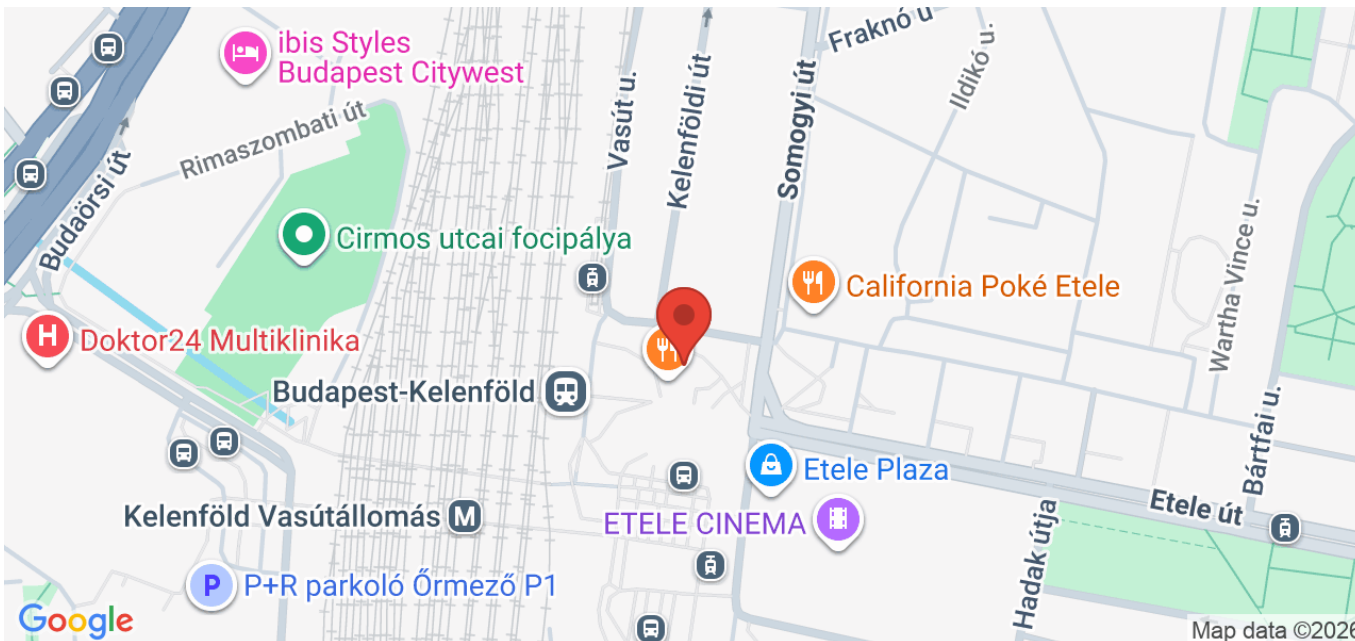 ibis Styles
Budapest Citywest
Fraknó u
Ildikó u.
Vasút u.
Kelenföldi út
Somogyi út
Rimaszombati út
Budaörsi út
Cirmos utcai focipálya
California Poké Etele
Wartha Vince u.
H
Doktor24 Multiklinika
Budapest-Kelenföld
Bártfai u.
Etele Plaza
Etele út
Kelenföld Vasútállomás M
ETELE CINEMA
Hadak útja
P
P+R parkoló Őrmező P1
Google
Map data ©2026